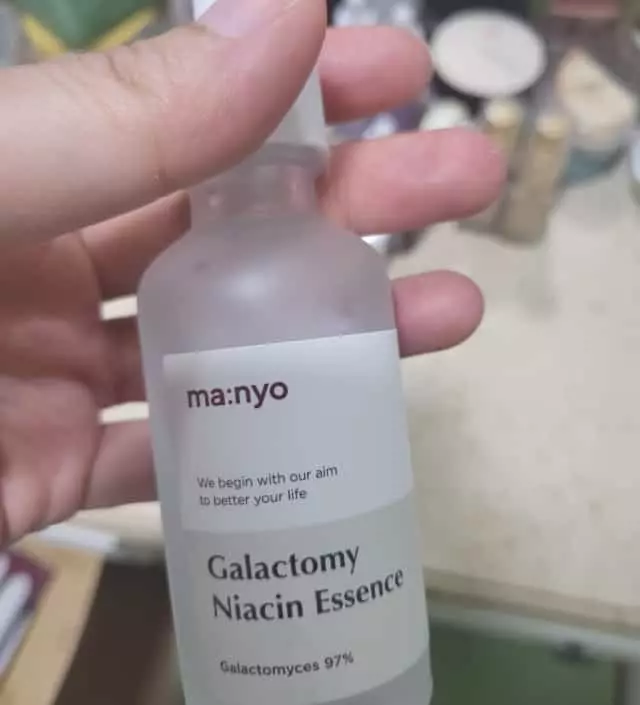 ma:nyo
We begin with our aim
to better your life
Galactomy
Niacin Essence
Galactomyces 97%